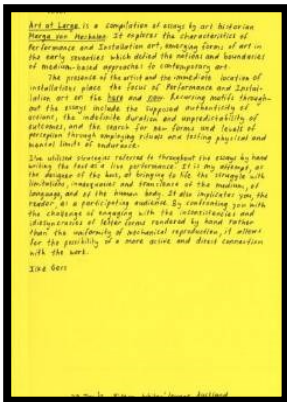 Art at Large is a compilation of essays by art historian
Marga van Mechelen. It explores the characteristics of
Performance and Installation art, emerging forms of art in
the early seventies which defied the notions and boundaries
of medium-based approaches to contemporary art.
The presence of the artist and the immediate location of
installations place the focus of Performance and Instal-
lation art on the here and now. Recurring motifs through-
out the essays include the supposed authenticity of
actions, the indefinite duration and unpredictability of
outcomes, and the search for new forms and levels of
perception through employing rituals and testing physical and
mental limits of endurance.
I've utilised strategies referred to throughout the essays by hand
writing the text as a live performance. It is my attempt, as
the designer of the book, at bringing to life the struggle with
limitations, inadequacies and transience of the medium, of
language, and of the human body. It also implicates you, the
reader, as a participating audience. By confronting you with
the challenge of engaging with the inconsistencies and
idiosyncrasies of letter forms rendered by hand rather
than the uniformity of mechanical reproduction, it allows
for the possibility of a more active and direct connection
with the work.
Ilke Gers